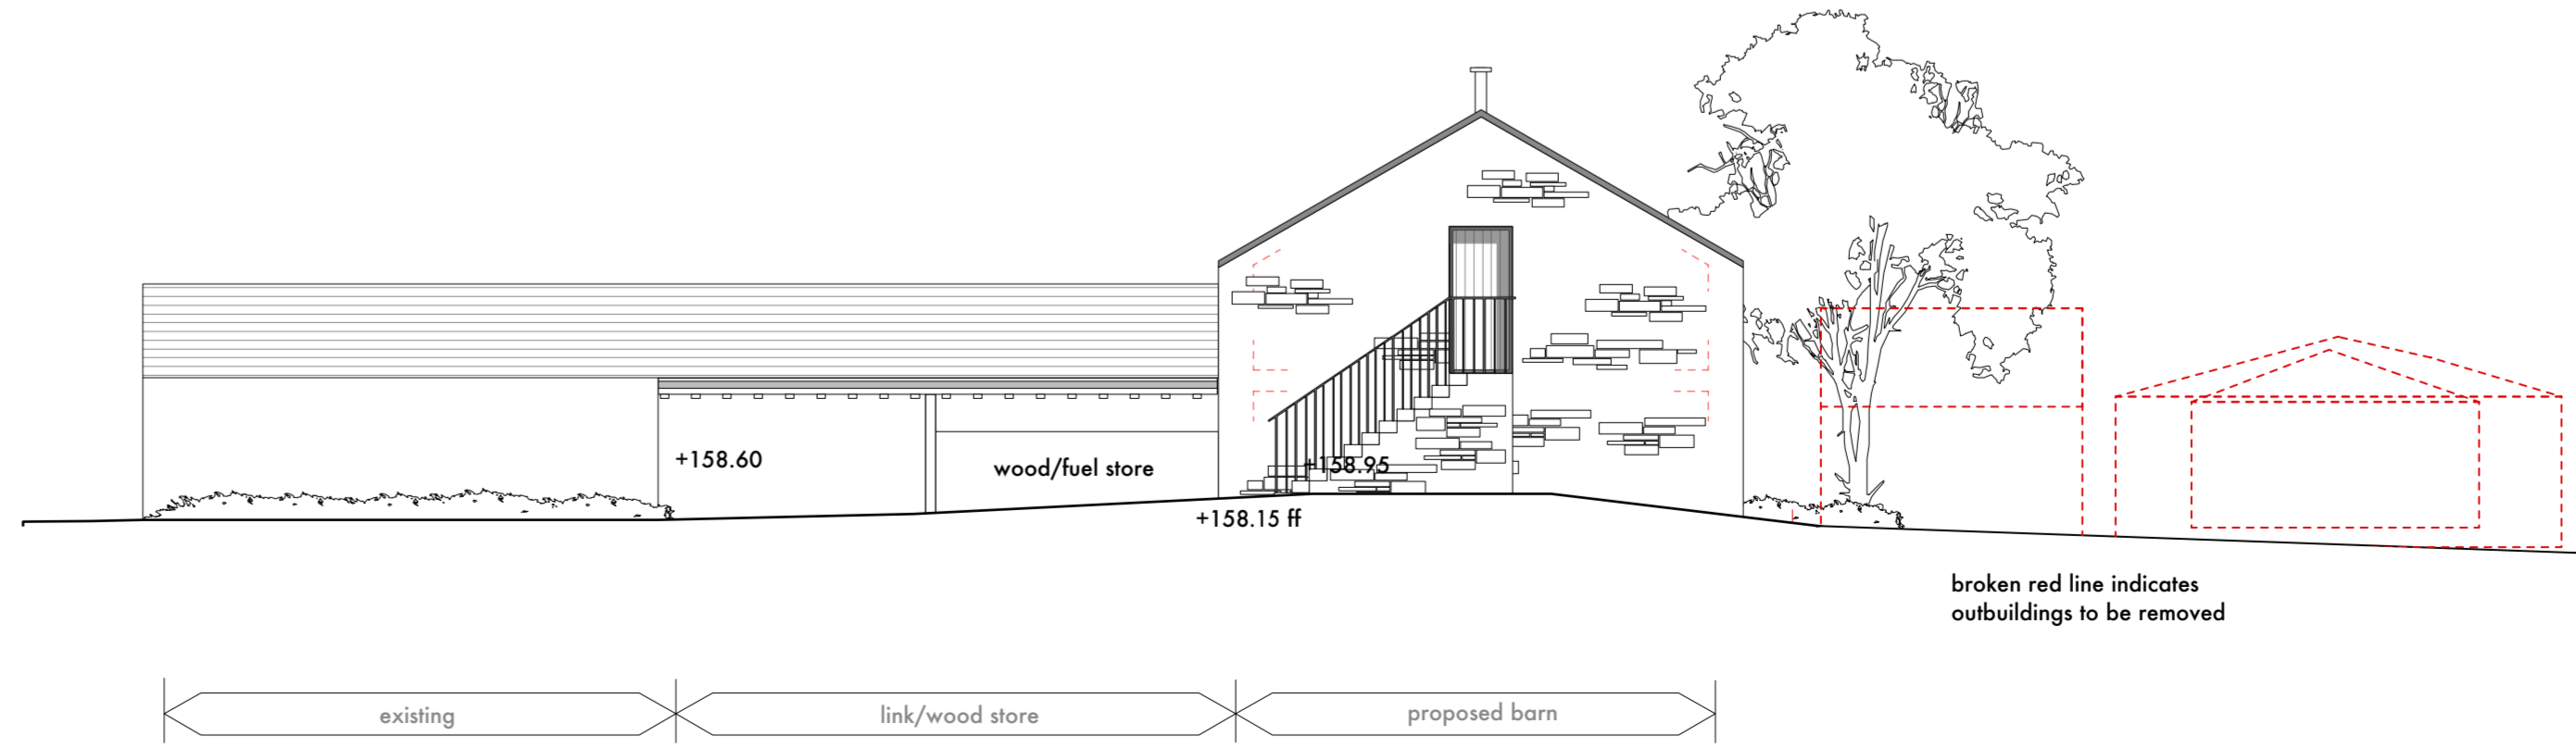 +158.60
wood/fuel store
+158.95
+158.15 ff
broken red line indicates
outbuildings to be removed
existing
link/wood store
proposed barn